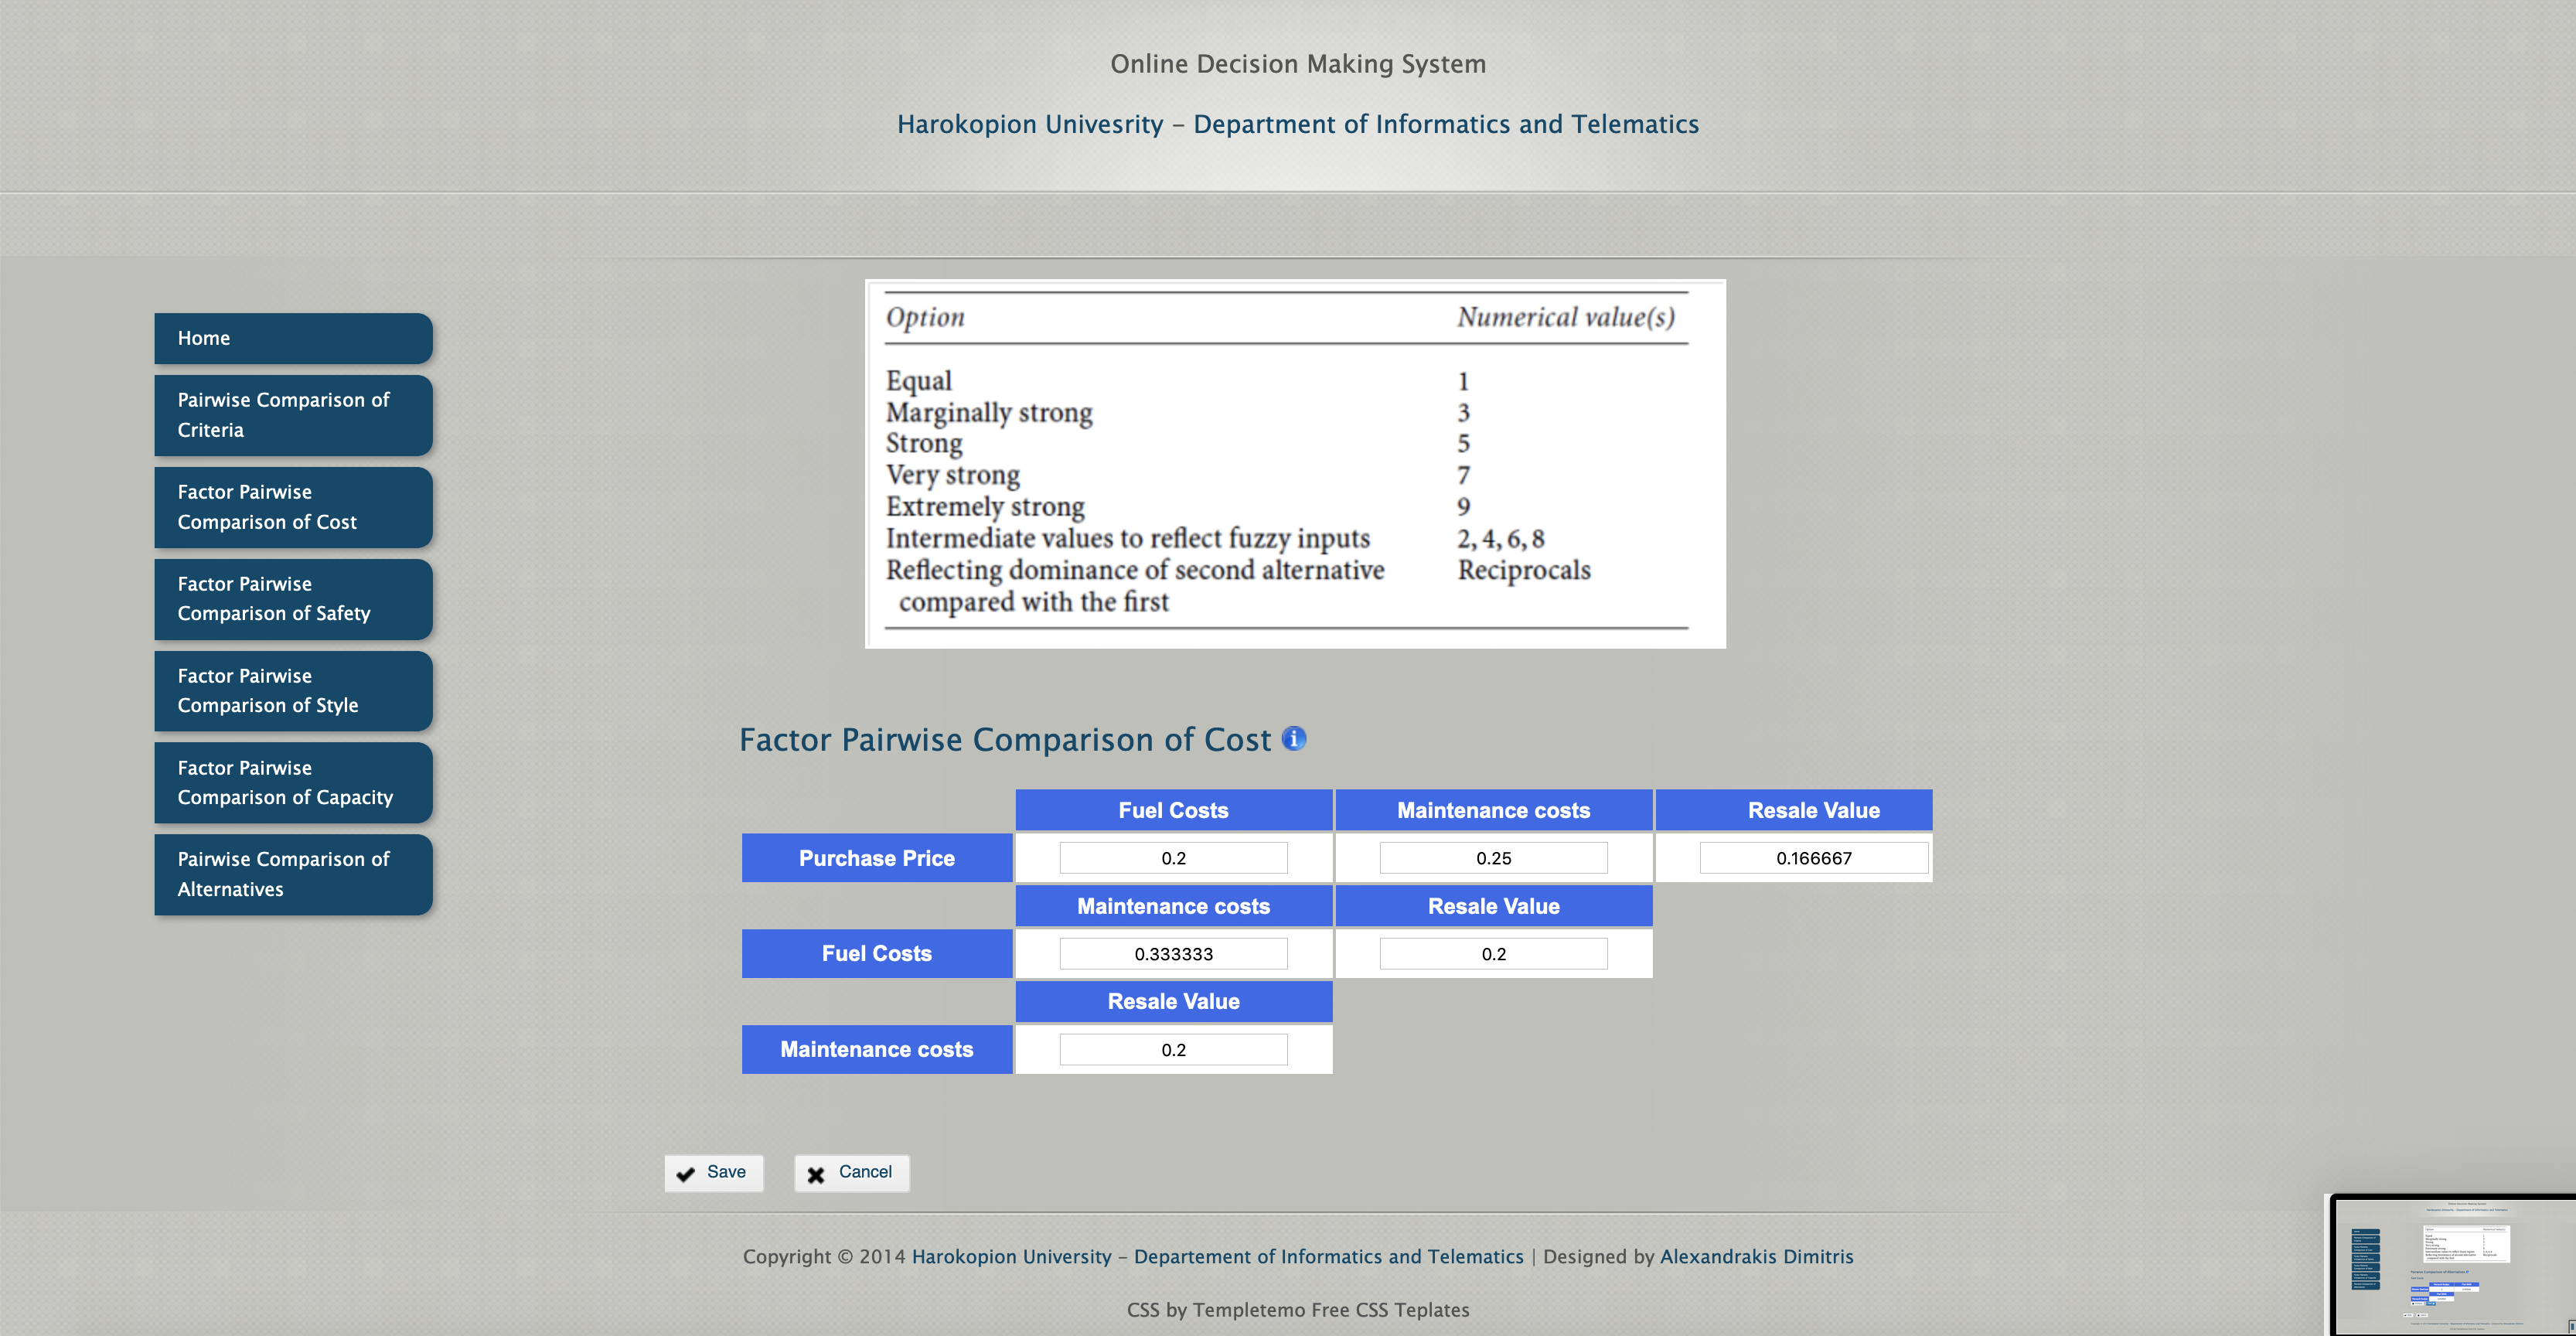 Online Decision Making System
Harokopion Univesrity – Department of Informatics and Telematics
Home
Pairwise Comparison of
Criteria
Factor Pairwise
Comparison of Cost
Factor Pairwise
Comparison of Safety
Factor Pairwise
Comparison of Style
Factor Pairwise
Comparison of Capacity
Pairwise Comparison of
Alternatives
Option Numerical value(s)
Equal 1
Marginally strong 3
Strong 5
Very strong 7
Extremely strong 9
Intermediate values to reflect fuzzy inputs 2, 4, 6, 8
Reflecting dominance of second alternative Reciprocals
compared with the first
Factor Pairwise Comparison of Cost
Fuel Costs Maintenance costs Resale Value
Purchase Price 0.2 0.25 0.166667
Maintenance costs Resale Value
Fuel Costs 0.333333 0.2
Resale Value
Maintenance costs 0.2
Save Cancel
Copyright © 2014 Harokopion University – Departement of Informatics and Telematics | Designed by Alexandrakis Dimitris
CSS by Templetemo Free CSS Teplates